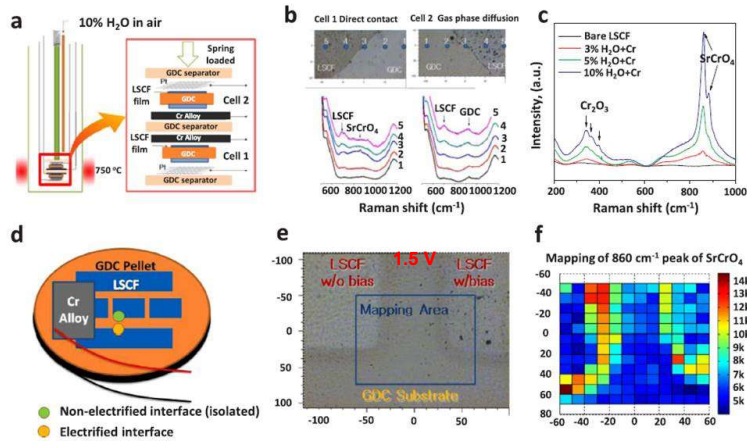 a
10% H₂O in air
Spring
loaded
GDC separator
Pt
LSCF
film
GDC
Cell 2
Cr Alloy
Cr Alloy
LSCF
film
GDC
Cell 1
Pt
GDC separator
750 °C
b
Cell 1 Direct contact
Cell 2 Gas phase diffusion
5 4 3 2 1
LSCF
GDC
LSCF
GDC
LSCF
SrCrO₄
5
4
3
2
1
LSCF
GDC
5
4
3
2
1
600 800 1000 1200
600 800 1000 1200
Raman shift (cm⁻¹)
c
Intensity, (a.u.)
Bare LSCF
3% H₂O+Cr
5% H₂O+Cr
10% H₂O+Cr
SrCrO₄
Cr₂O₃
200 400 600 800 1000
Raman shift (cm⁻¹)
d
GDC Pellet
LSCF
Cr
Alloy
Non-electrified interface (isolated)
Electrified interface
e
1.5 V
LSCF
w/o bias
LSCF
w/bias
Mapping Area
GDC Substrate
-100
-50
0
50
100
-100 -50 0 50
f
Mapping of 860 cm⁻¹ peak of SrCrO₄
-60
-40
-20
0
20
40
60
80
-60 -40 -20 0 20 40 60
14k
13k
12k
11k
10k
9k
8k
7k
6k
5k